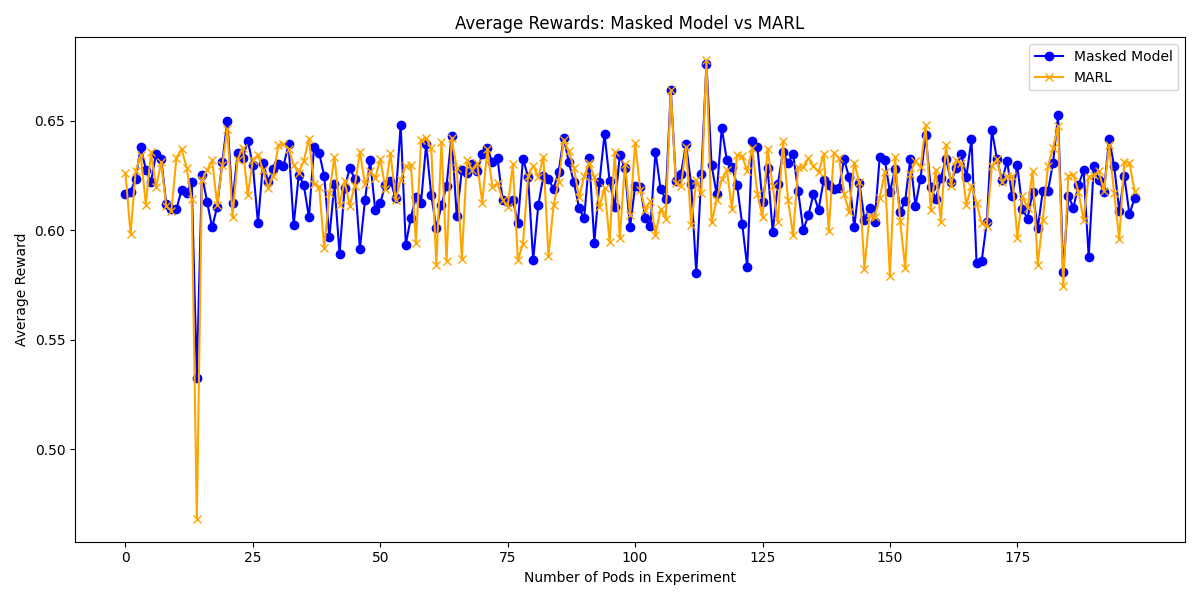 Average Rewards: Masked Model vs MARL
Masked Model
MARL
Average Reward
0.65
0.60
0.55
0.50
0 25 50 75 100 125 150 175
Number of Pods in Experiment